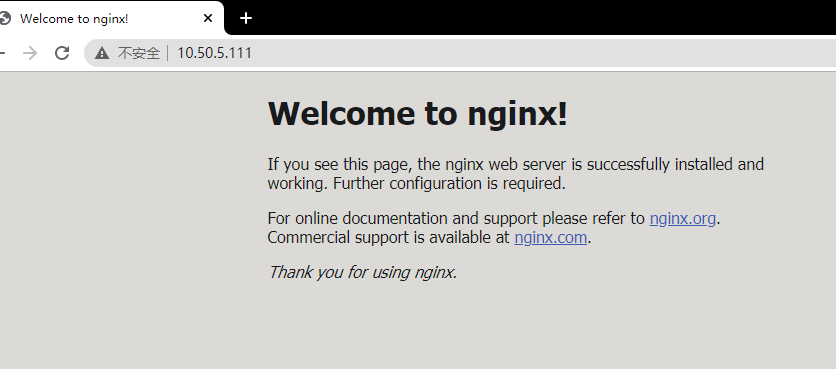 Welcome to nginx!
不安全
10.50.5.111
Welcome to nginx!
If you see this page, the nginx web server is successfully installed and
working. Further configuration is required.
For online documentation and support please refer to nginx.org.
Commercial support is available at nginx.com.
Thank you for using nginx.